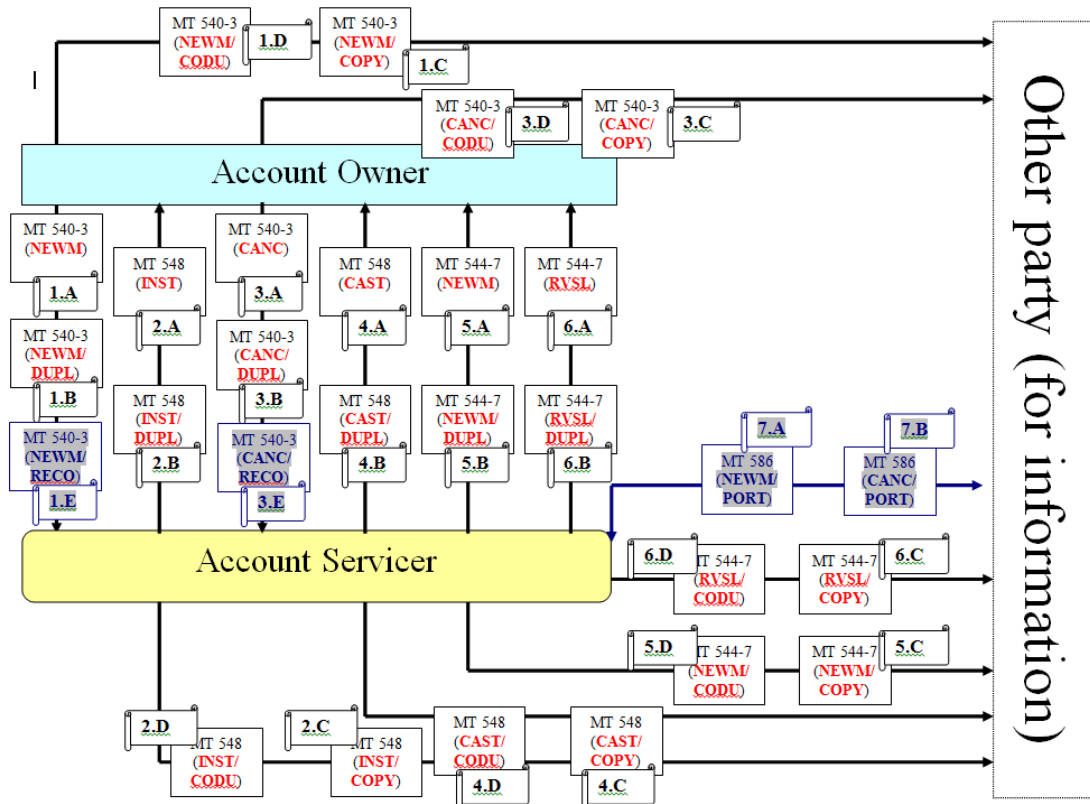 MT 540-3
(NEWM/
CODU)
1.D
MT 540-3
(NEWM/
COPY)
1.C
MT 540-3
(CANC/
CODU)
3.D
MT 540-3
(CANC/
COPY)
3.C
Account Owner
MT 540-3
(NEWM)
1.A
MT 540-3
(NEWM/
DUPL)
1.B
MT 540-3
(NEWM/
RECO)
1.E
MT 548
(INST)
2.A
MT 548
(INST/
DUPL)
2.B
MT 540-3
(CANC)
3.A
MT 540-3
(CANC/
DUPL)
3.B
MT 540-3
(CANC/
RECO)
3.E
MT 548
(CAST)
4.A
MT 548
(CAST/
DUPL)
4.B
MT 544-7
(NEWM)
5.A
MT 544-7
(NEWM/
DUPL)
5.B
MT 544-7
(RVSL)
6.A
MT 544-7
(RVSL/
DUPL)
6.B
7.A
MT 586
(NEWM/
PORT)
7.B
MT 586
(CANC/
PORT)
Account Servicer
6.D
MT 544-7
(RVSL/
CODU)
6.C
MT 544-7
(RVSL/
COPY)
5.D
MT 544-7
(NEWM/
CODU)
5.C
MT 544-7
(NEWM/
COPY)
2.D
MT 548
(INST/
CODU)
2.C
MT 548
(INST/
COPY)
MT 548
(CAST/
CODU)
4.D
MT 548
(CAST/
COPY)
4.C
Other party (for information)